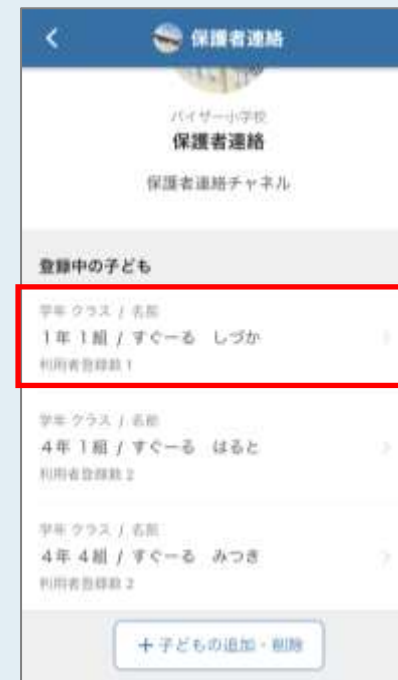 保護者連絡
バイザー小学校
保護者連絡
保護者連絡チャネル
登録中の子ども
学年 クラス / 名前
1年 1組 / すぐーる しづか
利用者登録数 1
学年 クラス / 名前
4年 1組 / すぐーる はると
利用者登録数 2
学年 クラス / 名前
4年 4組 / すぐーる みつき
利用者登録数 2
+ 子どもの追加・削除